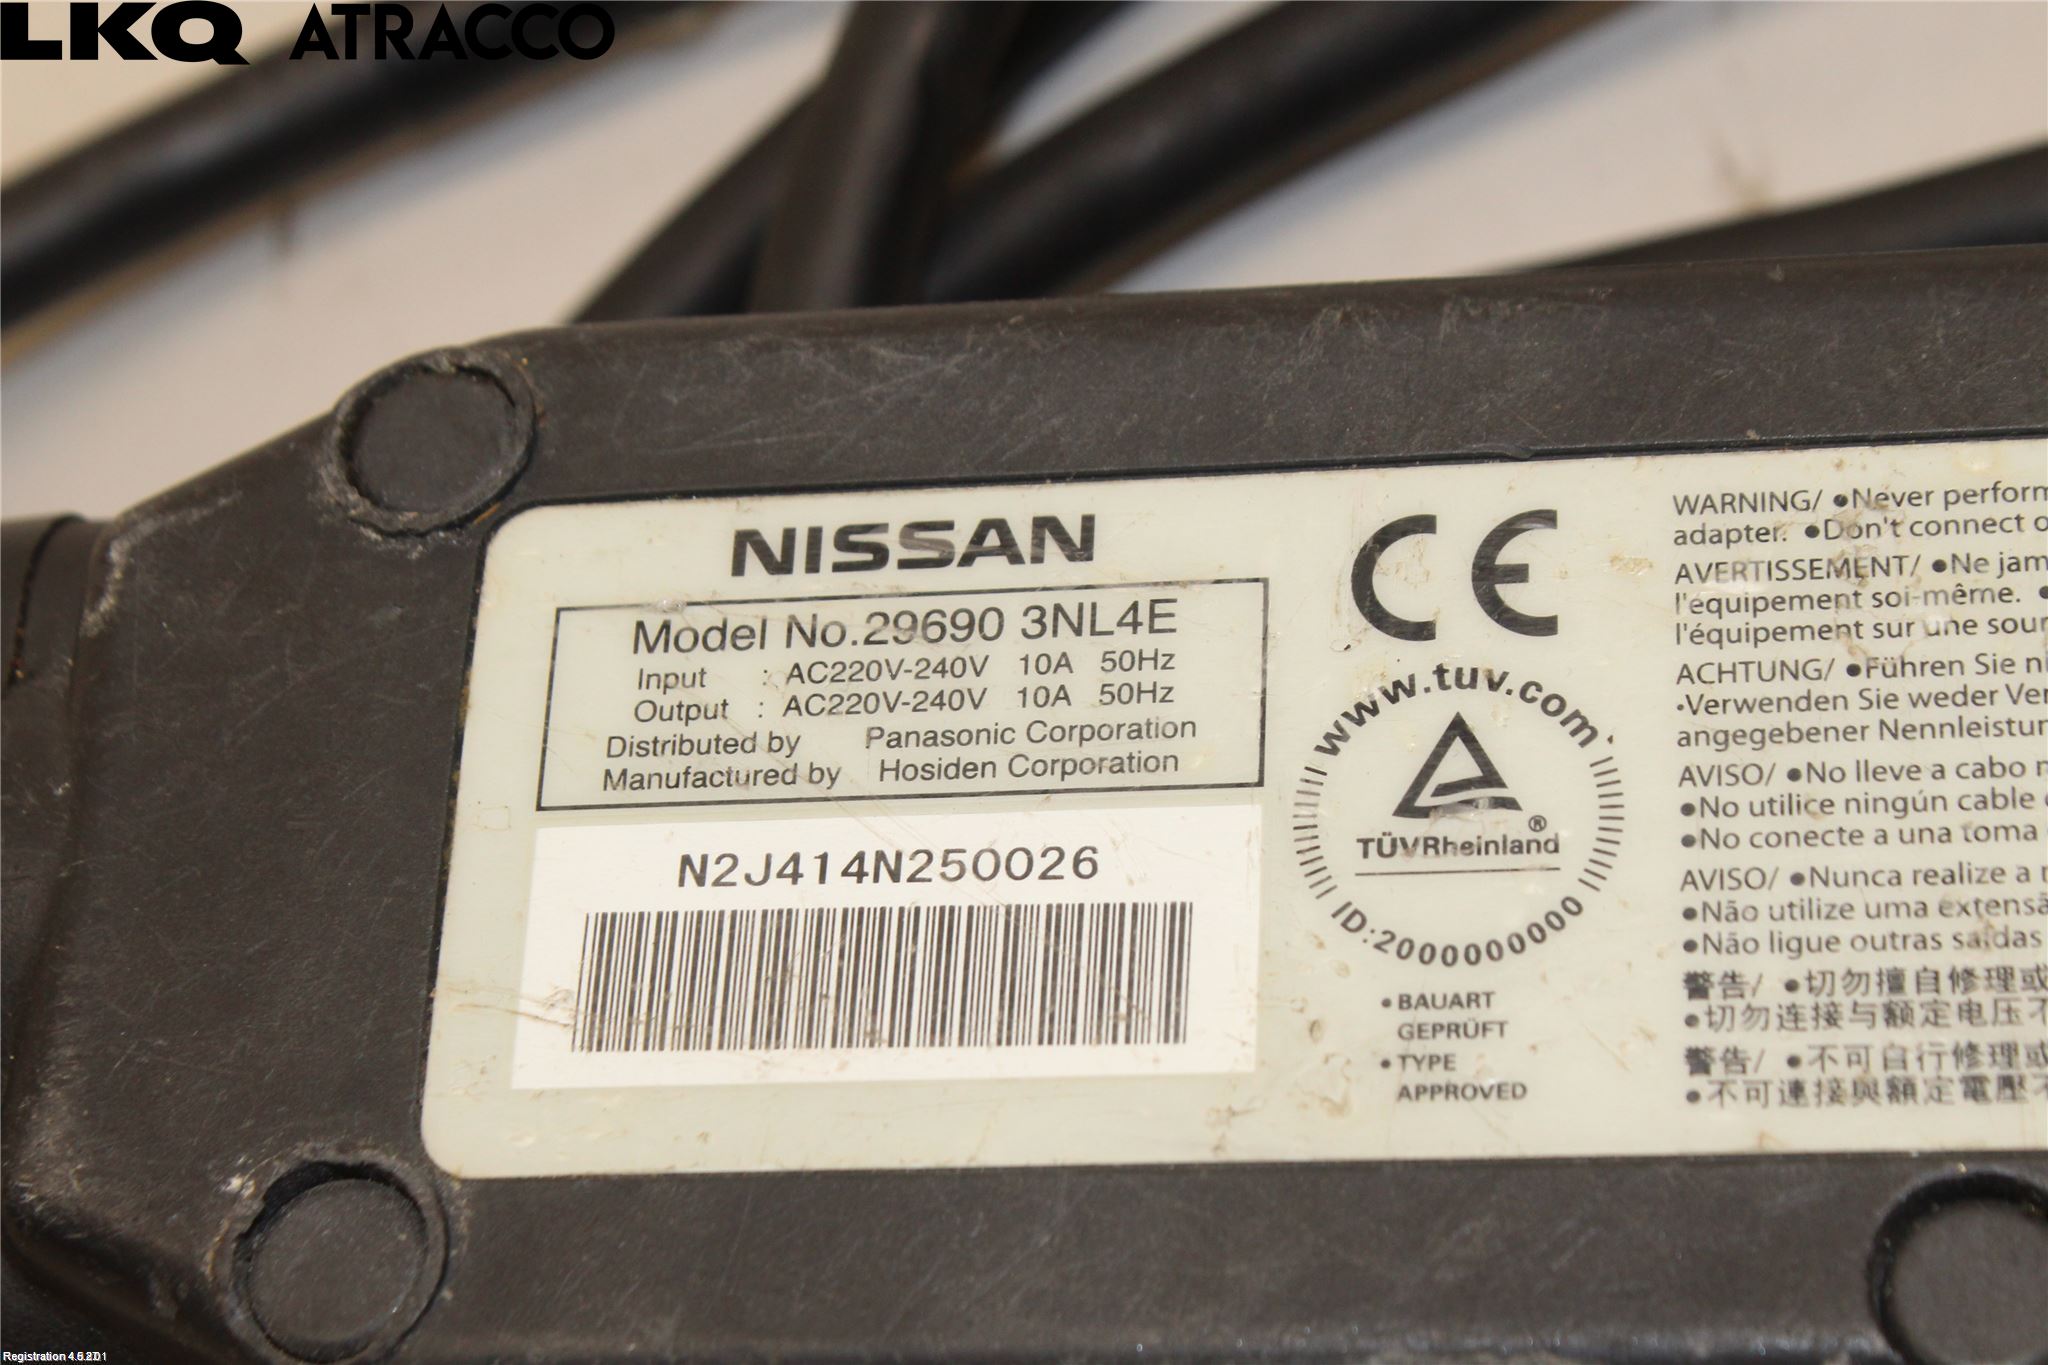 LKQ ATRACCO
NISSAN
Model No.29690 3NL4E
Input : AC220V-240V 10A 50Hz
Output : AC220V-240V 10A 50Hz
Distributed by Panasonic Corporation
Manufactured by Hosiden Corporation
N2J414N250026
CE
www.tuv.com
TÜVRheinland®
ID:2000000000
•BAUART
GEPRÜFT
•TYPE
APPROVED
WARNING/ ●Never perform
adapter. ●Don't connect o
AVERTISSEMENT/ ●Ne jam
l'équipement soi-même. ●
l'équipement sur une sour
ACHTUNG/ ●Führen Sie ni
•Verwenden Sie weder Ver
angegebener Nennleistun
AVISO/ ●No lleve a cabo
●No utilice ningún cable
●No conecte a una toma
AVISO/ ●Nunca realize a
●Não utilize uma extensã
●Não ligue outras saídas
警告/ ●切勿擅自修理或
●切勿连接与额定电压不
警告/ ●不可自行修理或
●不可連接與額定電壓不
Registration